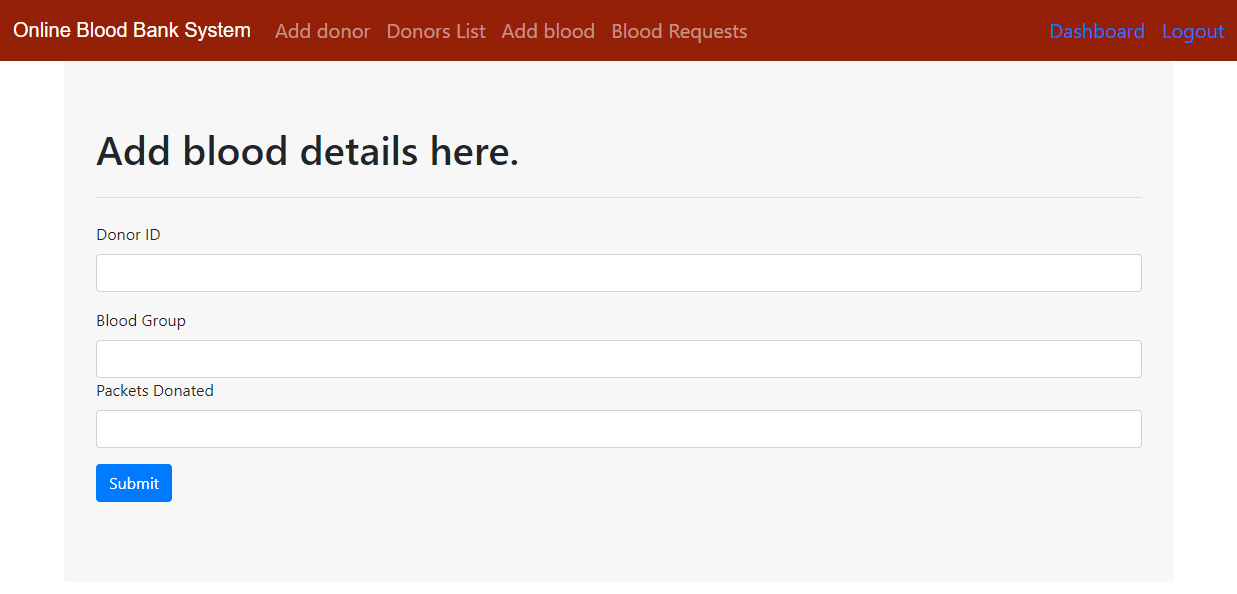 Online Blood Bank System Add donor Donors List Add blood Blood Requests Dashboard Logout
Add blood details here.
Donor ID
Blood Group
Packets Donated
Submit